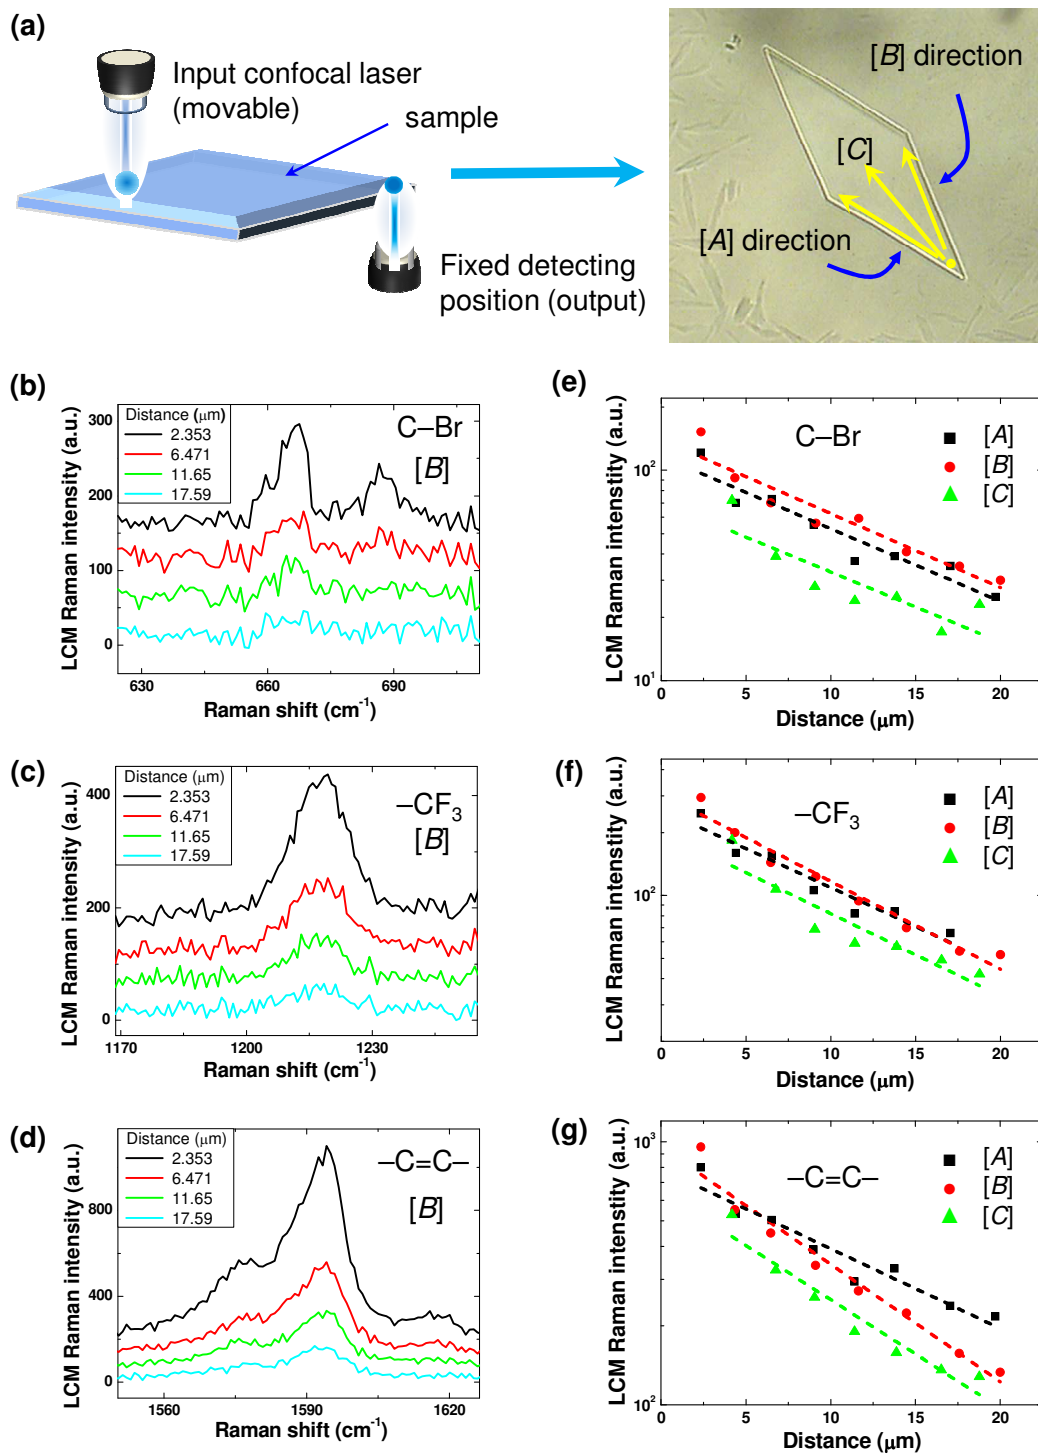 (a)
Input confocal laser
(movable)
sample
Fixed detecting
position (output)
[B] direction
[C]
[A] direction
(b)
LCM Raman intensity (a.u.)
300
200
100
0
Distance (μm)
2.353
6.471
11.65
17.59
C–Br
[B]
630
660
690
Raman shift (cm⁻¹)
(e)
LCM Raman intenstity (a.u.)
10²
10¹
C–Br
[A]
[B]
[C]
0
5
10
15
20
Distance (μm)
(c)
LCM Raman intensity (a.u.)
400
200
0
Distance (μm)
2.353
6.471
11.65
17.59
–CF₃
[B]
1170
1200
1230
Raman shift (cm⁻¹)
(f)
LCM Raman intenstity (a.u.)
10²
–CF₃
[A]
[B]
[C]
0
5
10
15
20
Distance (μm)
(d)
LCM Raman intensity (a.u.)
800
400
0
Distance (μm)
2.353
6.471
11.65
17.59
–C=C–
[B]
1560
1590
1620
Raman shift (cm⁻¹)
(g)
LCM Raman intenstity (a.u.)
10³
10²
–C=C–
[A]
[B]
[C]
0
5
10
15
20
Distance (μm)